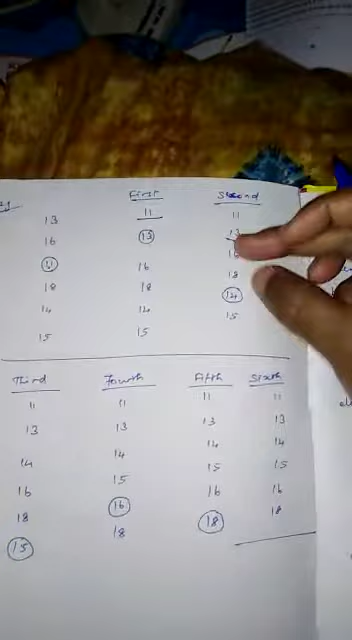 First Second
13 11 11
16 13 13
11 16 16
18 18 18
14 14 14
15 15 15
Third Fourth Fifth Sixth
11 11 11 11
13 13 13 13
14 14 14 14
16 15 15 15
18 16 16 16
15 18 18 18